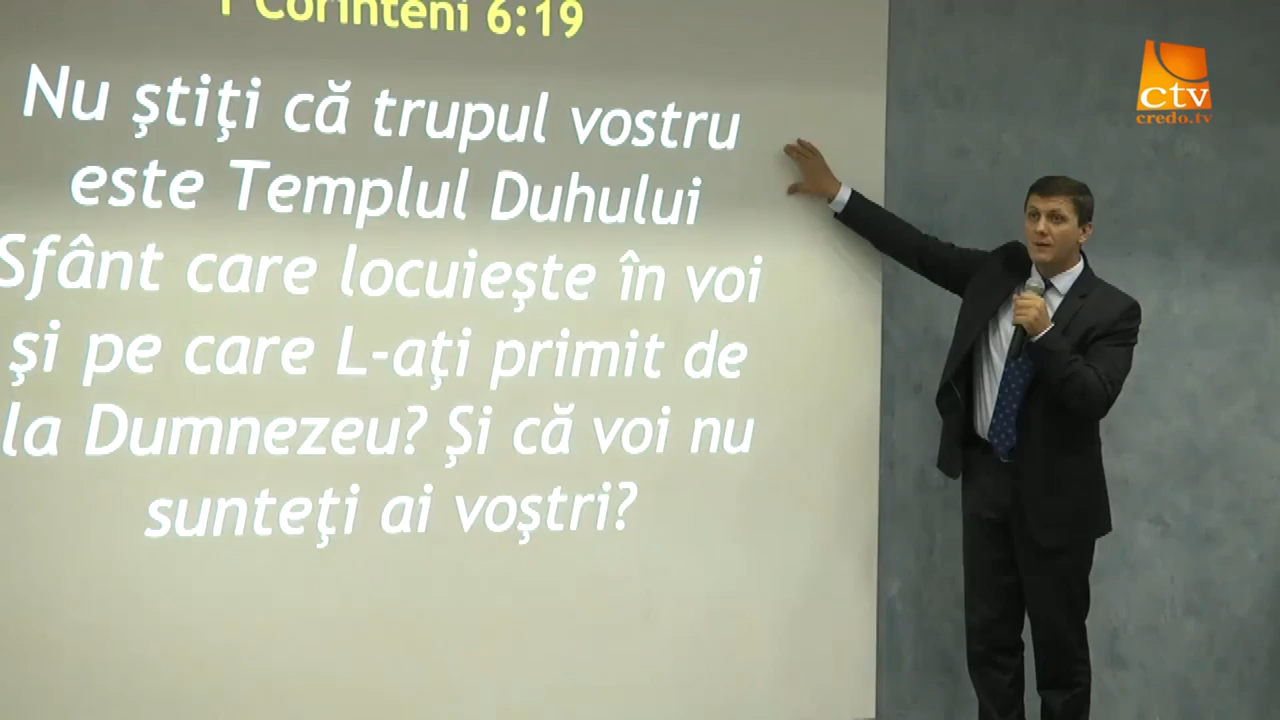 1 Corinteni 6:19
Nu ştiţi că trupul vostru
este Templul Duhului
Sfânt care locuieşte în voi
şi pe care L-aţi primit de
la Dumnezeu? Şi că voi nu
sunteţi ai voştri?
ctv
credo.tv